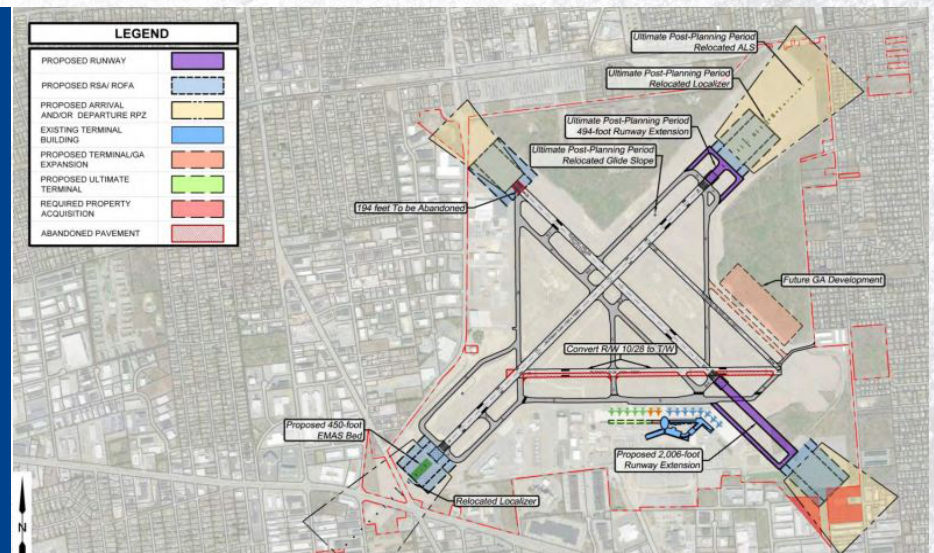 LEGEND
PROPOSED RUNWAY
PROPOSED RSA/ ROFA
PROPOSED ARRIVAL
AND/OR DEPARTURE RPZ
EXISTING TERMINAL
BUILDING
PROPOSED TERMINAL/GA
EXPANSION
PROPOSED ULTIMATE
TERMINAL
REQUIRED PROPERTY
ACQUISITION
ABANDONED PAVEMENT
Ultimate Post-Planning Period
Relocated ALS
Ultimate Post-Planning Period
Relocated Localizer
Ultimate Post-Planning Period
494-foot Runway Extension
Ultimate Post-Planning Period
Relocated Glide Slope
194 feet To be Abandoned
Future GA Development
Convert R/W 10/28 to T/W
Proposed 450-foot
EMAS Bed
Proposed 2,006-foot
Runway Extension
Relocated Localizer
N